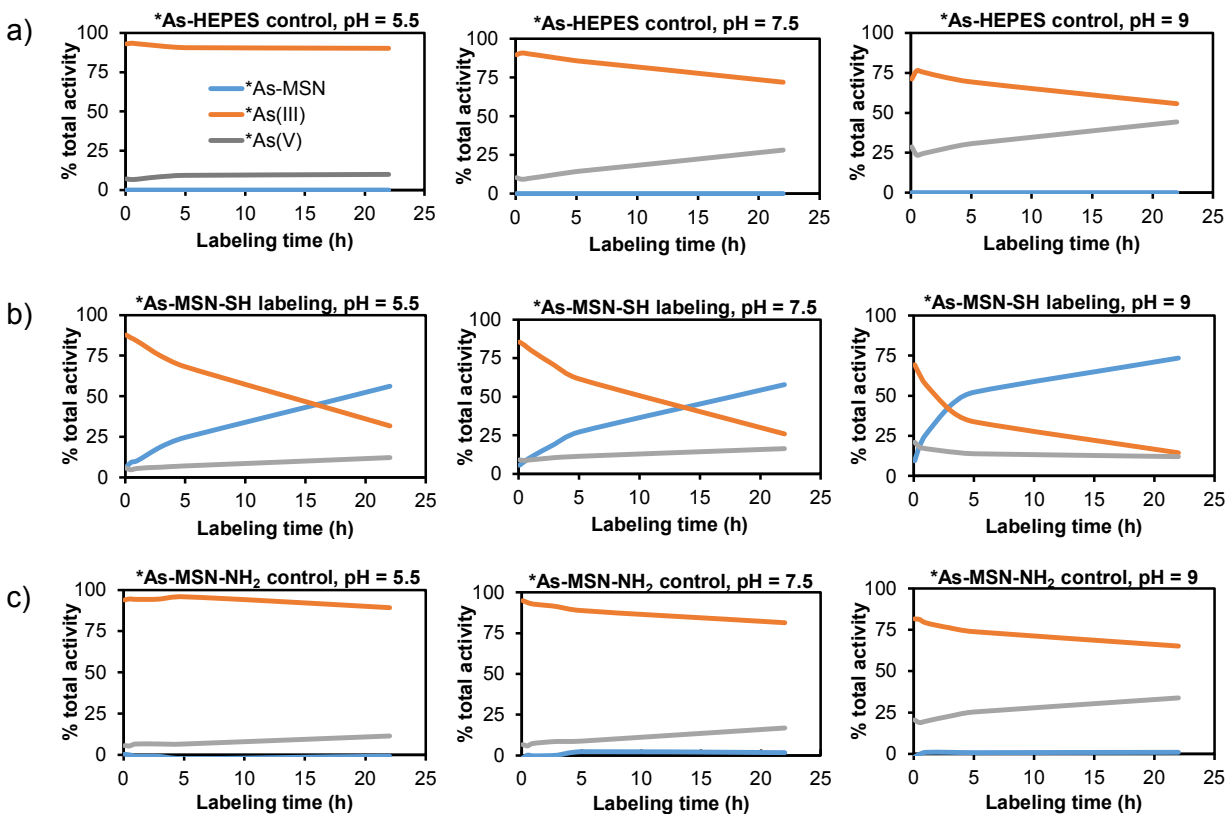 a)
*As-HEPES control, pH = 5.5
% total activity
100
75
50
25
0
*As-MSN
*As(III)
*As(V)
0 5 10 15 20 25
Labeling time (h)
*As-HEPES control, pH = 7.5
% total activity
100
75
50
25
0
0 5 10 15 20 25
Labeling time (h)
*As-HEPES control, pH = 9
% total activity
100
75
50
25
0
0 5 10 15 20 25
Labeling time (h)
b)
*As-MSN-SH labeling, pH = 5.5
% total activity
100
75
50
25
0
0 5 10 15 20 25
Labeling time (h)
*As-MSN-SH labeling, pH = 7.5
% total activity
100
75
50
25
0
0 5 10 15 20 25
Labeling time (h)
*As-MSN-SH labeling, pH = 9
% total activity
100
75
50
25
0
0 5 10 15 20 25
Labeling time (h)
c)
*As-MSN-NH₂ control, pH = 5.5
% total activity
100
75
50
25
0
0 5 10 15 20 25
Labeling time (h)
*As-MSN-NH₂ control, pH = 7.5
% total activity
100
75
50
25
0
0 5 10 15 20 25
Labeling time (h)
*As-MSN-NH₂ control, pH = 9
% total activity
100
75
50
25
0
0 5 10 15 20 25
Labeling time (h)